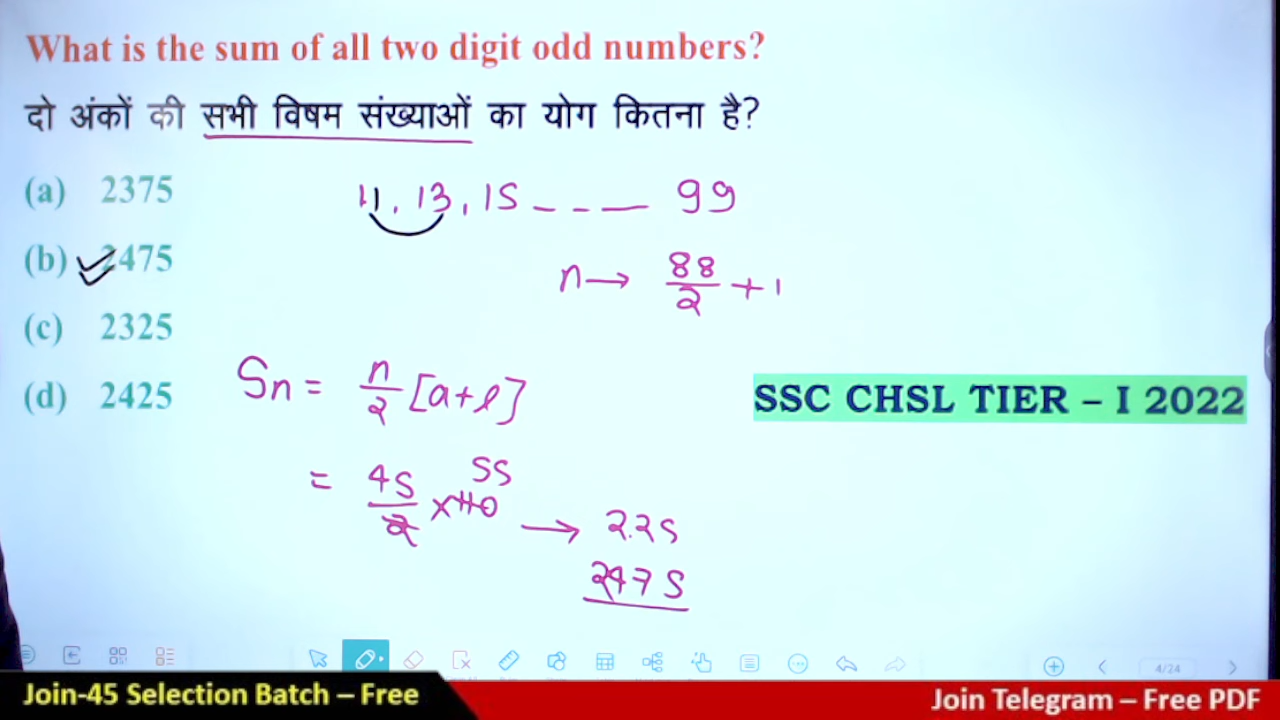 What is the sum of all two digit odd numbers?
दो अंकों की सभी विषम संख्याओं का योग कितना है?
(a) 2375
11, 13, 15 _ _ _ 99
(b) 2475
n → 88/2 + 1
(c) 2325
Sn = n/2 [a+l]
(d) 2425
SSC CHSL TIER – I 2022
= 45/2 × 110 55 → 225
2475
4/24
Join-45 Selection Batch – Free
Join Telegram – Free PDF